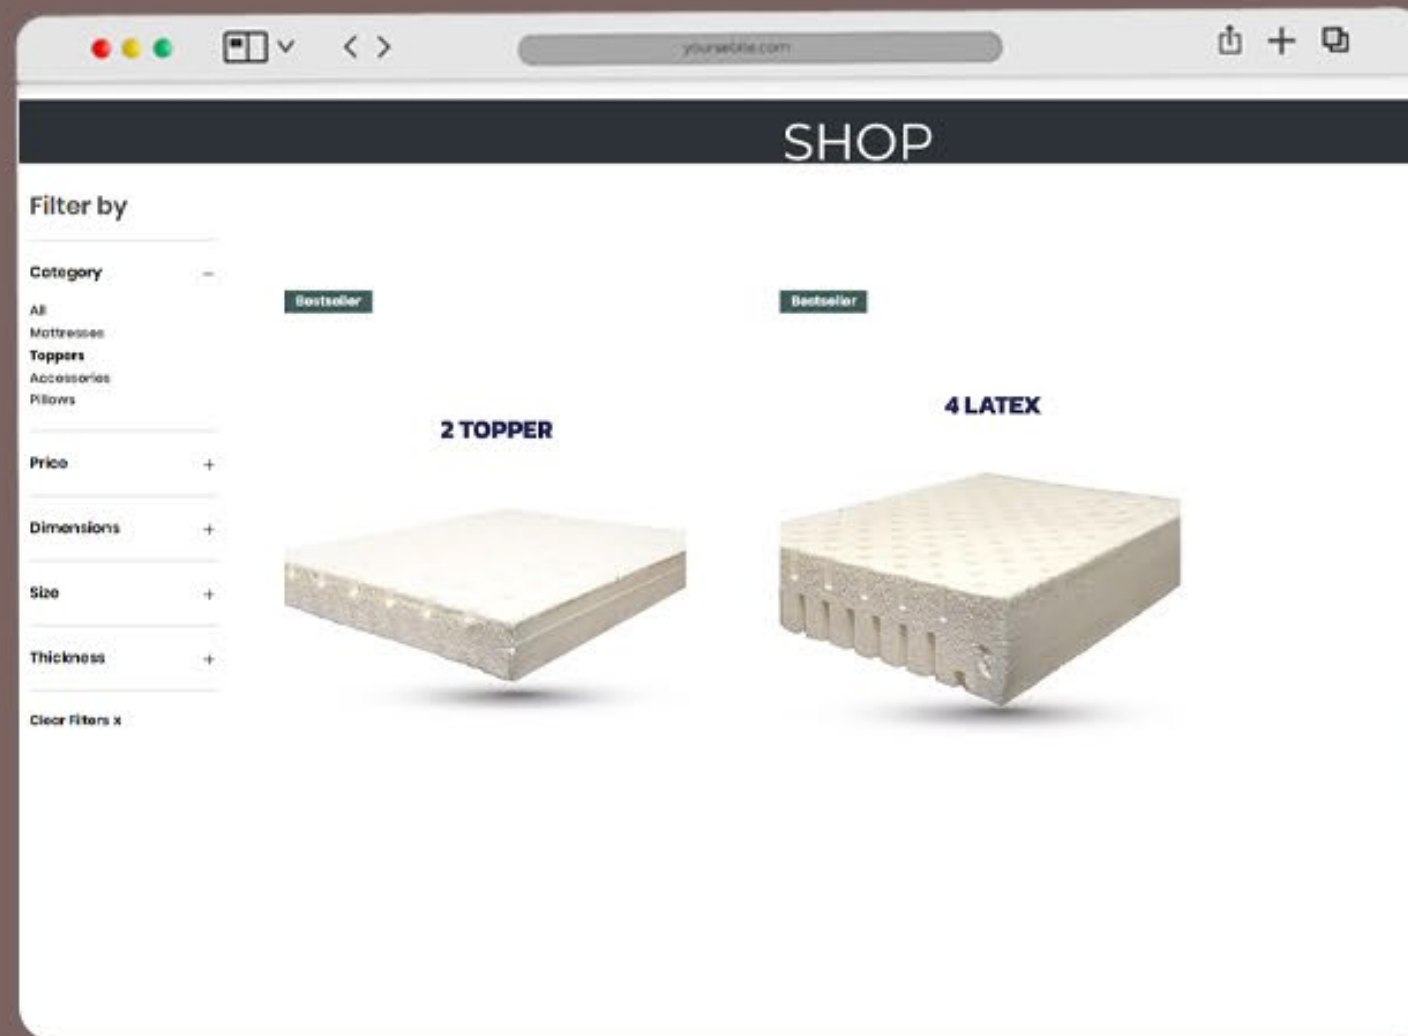 SHOP
Filter by
Category
All
Mattresses
Toppers
Accessories
Pillows
Price
Dimensions
Size
Thickness
Clear Filters x
Bestseller
2 TOPPER
Bestseller
4 LATEX